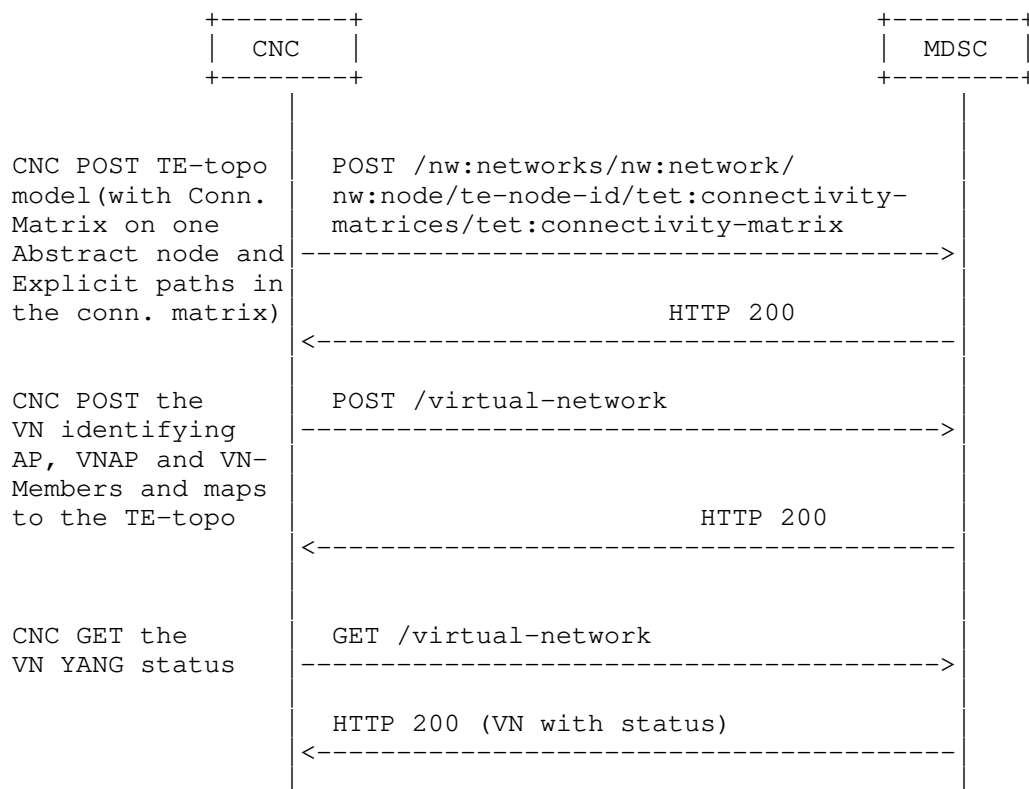 CNC MDSC
CNC POST TE-topo POST /nw:networks/nw:network/
model(with Conn. nw:node/te-node-id/tet:connectivity-
Matrix on one matrices/tet:connectivity-matrix
Abstract node and
Explicit paths in
the conn. matrix) HTTP 200
CNC POST the POST /virtual-network
VN identifying
AP, VNAP and VN-
Members and maps
to the TE-topo HTTP 200
CNC GET the GET /virtual-network
VN YANG status
HTTP 200 (VN with status)